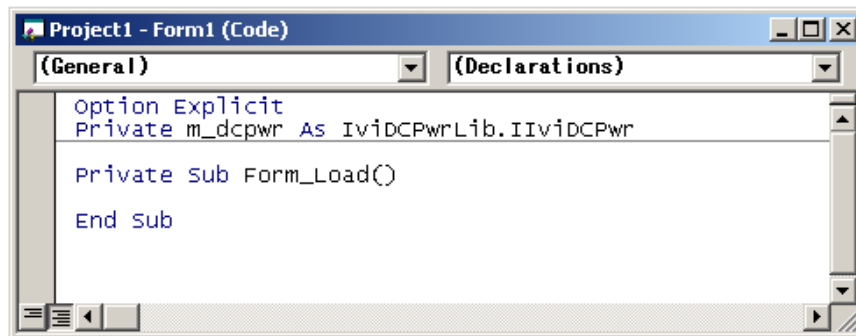 Project1 - Form1 (Code)
(General) (Declarations)
Option Explicit
Private m_dcpwr As IviDCPwrLib.IIviDCPwr
Private Sub Form_Load()
End Sub